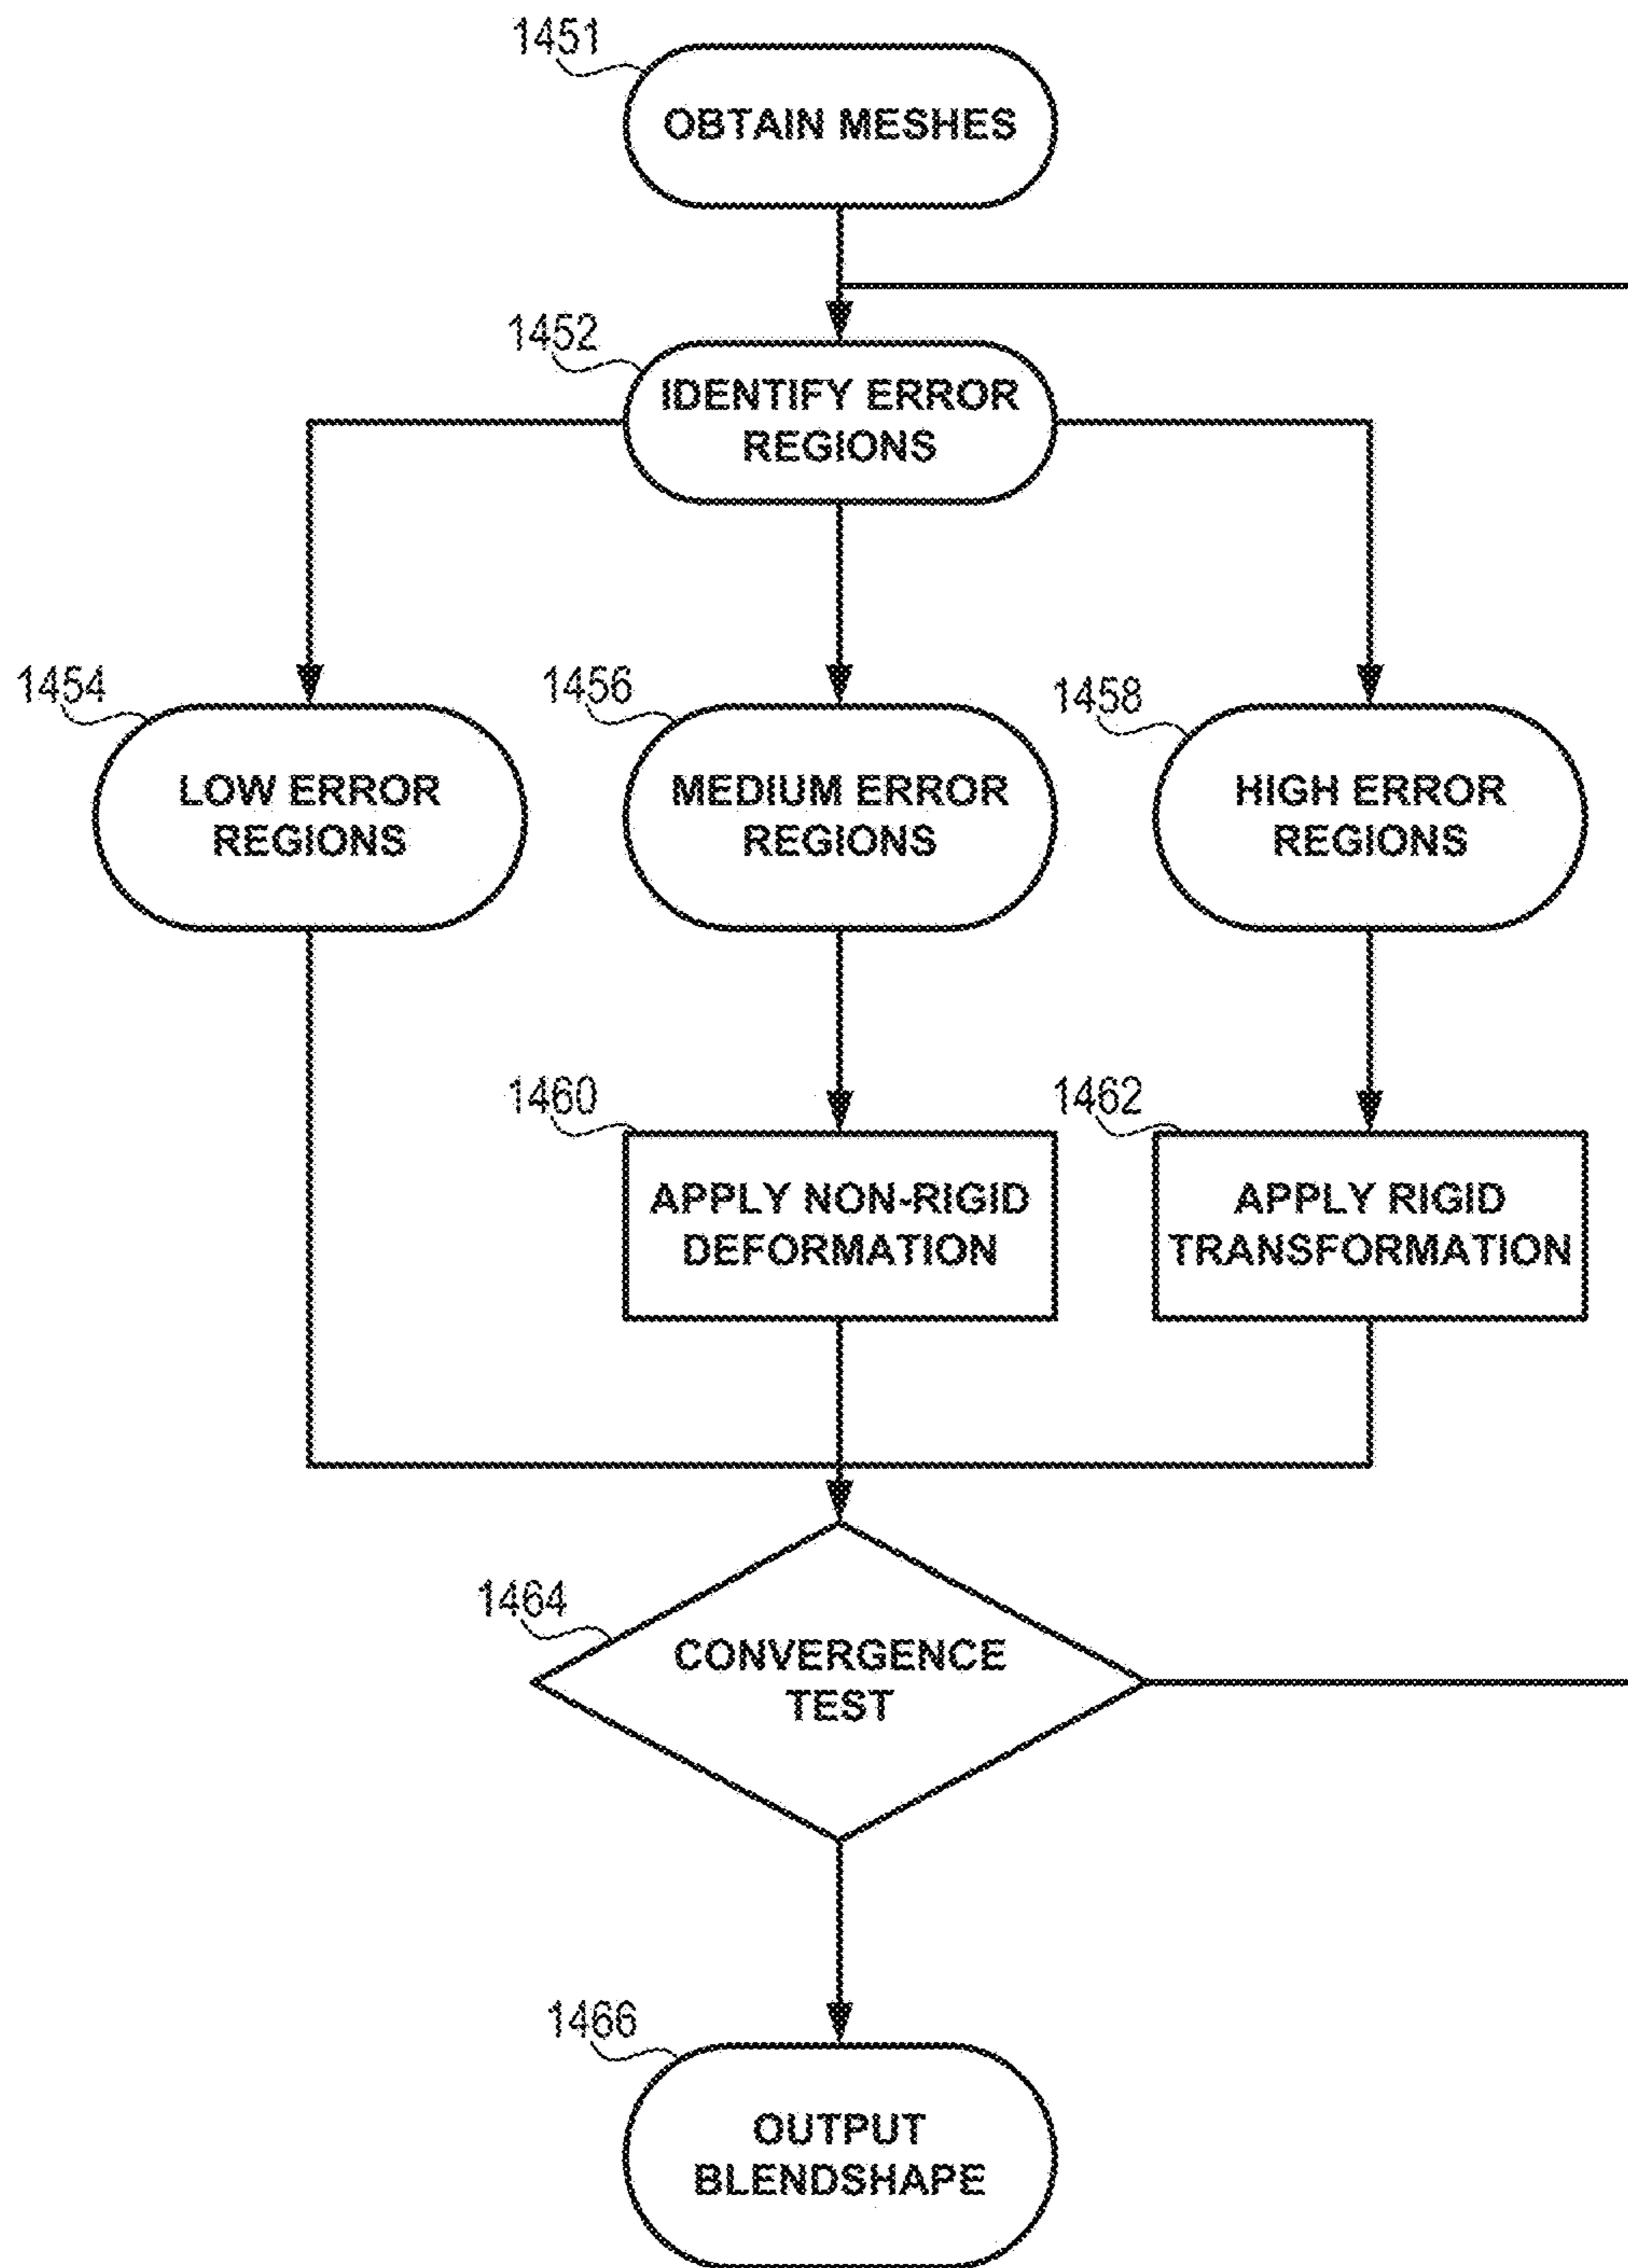 1451
OBTAIN MESHES
1452
IDENTIFY ERROR
REGIONS
1454
LOW ERROR
REGIONS
1456
MEDIUM ERROR
REGIONS
1458
HIGH ERROR
REGIONS
1460
APPLY NON-RIGID
DEFORMATION
1462
APPLY RIGID
TRANSFORMATION
1464
CONVERGENCE
TEST
1466
OUTPUT
BLENDSHAPE